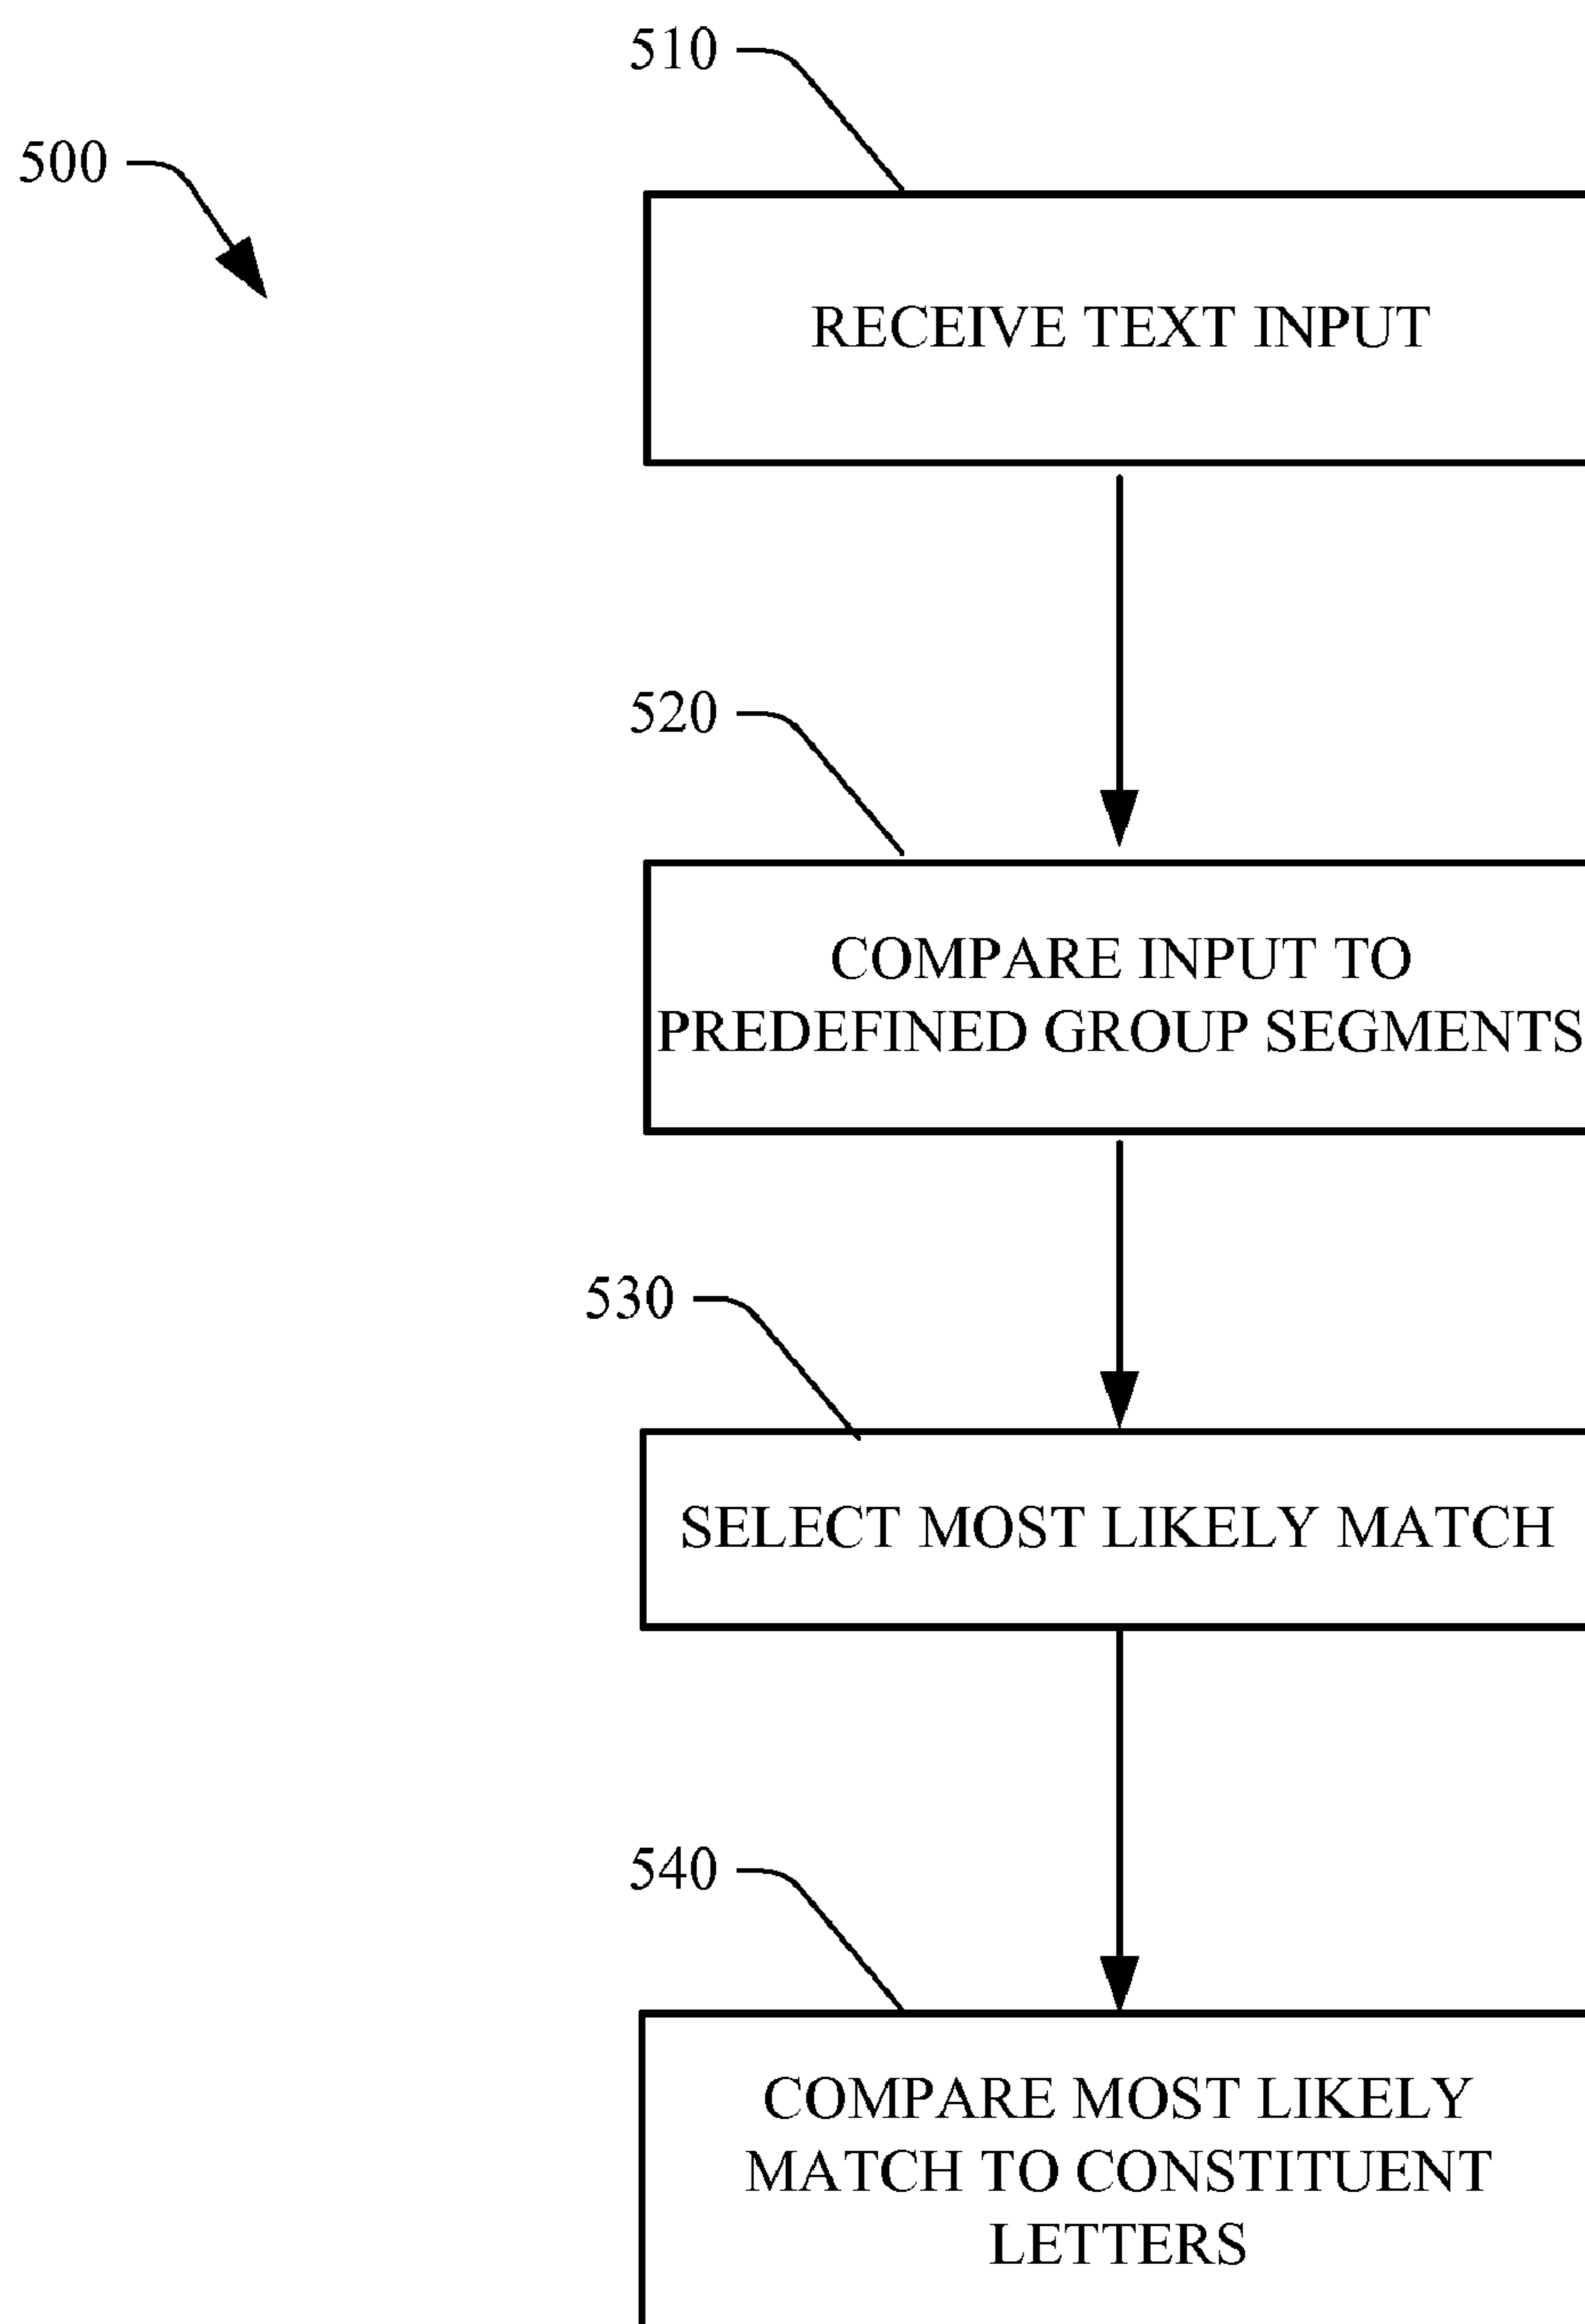 510
500
RECEIVE TEXT INPUT
520
COMPARE INPUT TO
PREDEFINED GROUP SEGMENTS
530
SELECT MOST LIKELY MATCH
540
COMPARE MOST LIKELY
MATCH TO CONSTITUENT
LETTERS